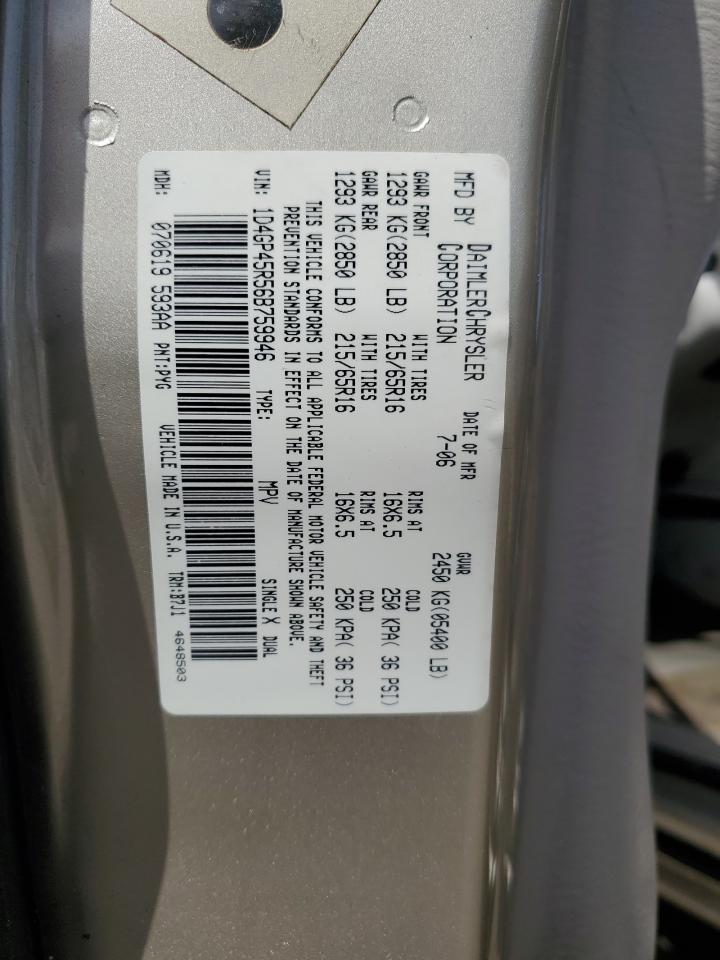 MFD BY DAIMLERCHRYSLER CORPORATION DATE OF MFR 7-06 GVWR 2450 KG(05400 LB)
GAWR FRONT WITH TIRES RIMS AT COLD
1293 KG(2850 LB) 215/65R16 16X6.5 250 KPA( 36 PSI)
GAWR REAR WITH TIRES RIMS AT COLD
1293 KG(2850 LB) 215/65R16 16X6.5 250 KPA( 36 PSI)
THIS VEHICLE CONFORMS TO ALL APPLICABLE FEDERAL MOTOR VEHICLE SAFETY AND THEFT
PREVENTION STANDARDS IN EFFECT ON THE DATE OF MANUFACTURE SHOWN ABOVE.
VIN: 1D4GP45R58B759946 TYPE: MPV SINGLE X DUAL
MDH: 070619 593AA PNT:PYG VEHICLE MADE IN U.S.A. TRM:B7J1 4648503